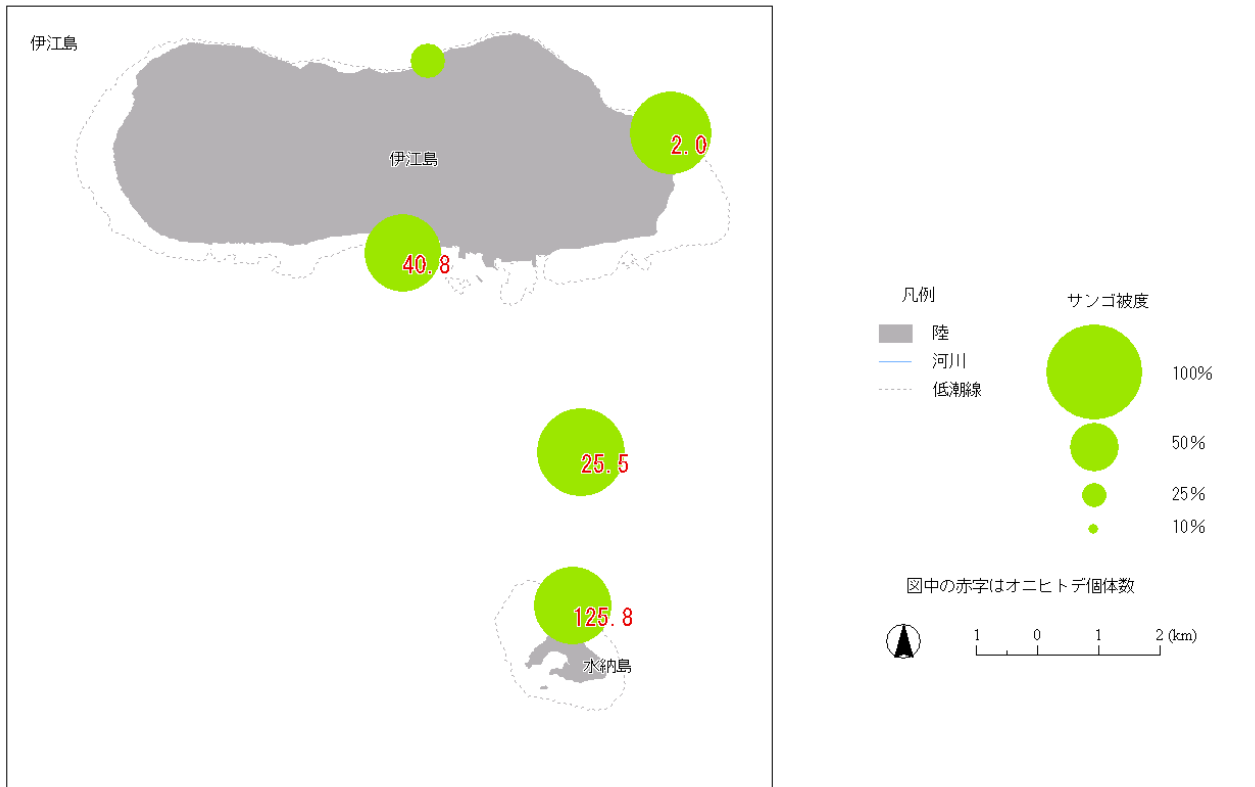 伊江島
伊江島
2.0
40.8
25.5
125.8
水納島
凡例
陸
河川
低潮線
サンゴ被度
100%
50%
25%
10%
図中の赤字はオニヒトデ個体数
1 0 1 2 (km)